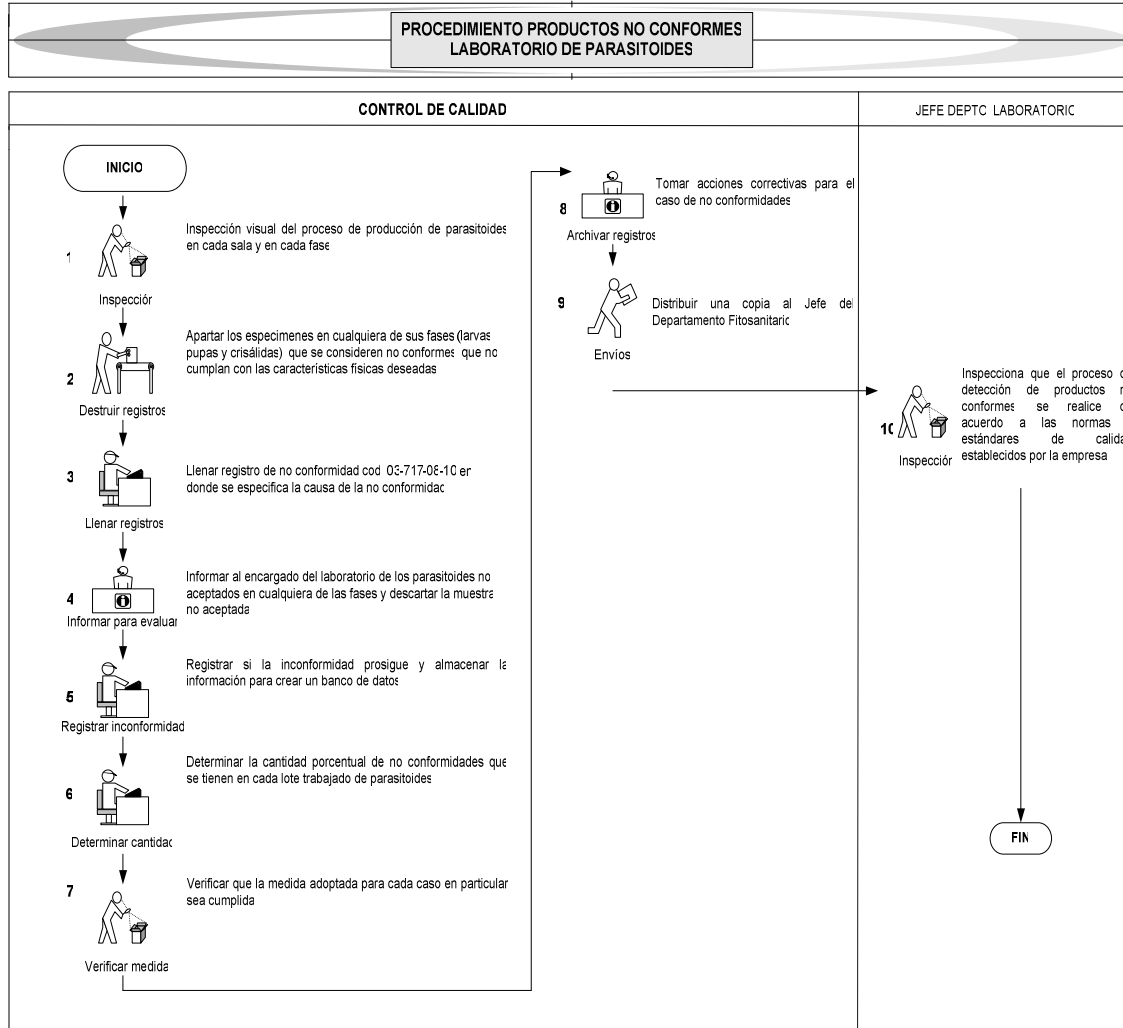 PROCEDIMIENTO PRODUCTOS NO CONFORMES
LABORATORIO DE PARASITOIDES
CONTROL DE CALIDAD
JEFE DEPTO LABORATORIO
INICIO
1
Inspección visual del proceso de producción de parasitoides
en cada sala y en cada fase
Inspección
2
Apartar los especimenes en cualquiera de sus fases (larvas
pupas y crisálidas) que se consideren no conformes que no
cumplan con las características físicas deseadas
Destruir registros
3
Llenar registro de no conformidad cod 03-717-08-10 en
donde se especifica la causa de la no conformidad
Llenar registros
4
Informar al encargado del laboratorio de los parasitoides no
aceptados en cualquiera de las fases y descartar la muestra
no aceptada
Informar para evaluar
5
Registrar si la inconformidad prosigue y almacenar la
información para crear un banco de datos
Registrar inconformidad
6
Determinar la cantidad porcentual de no conformidades que
se tienen en cada lote trabajado de parasitoides
Determinar cantidad
7
Verificar que la medida adoptada para cada caso en particular
sea cumplida
Verificar medida
8
Tomar acciones correctivas para el
caso de no conformidades
Archivar registros
9
Distribuir una copia al Jefe del
Departamento Fitosanitario
Envíos
10
Inspecciona que el proceso d
detección de productos n
conformes se realice d
acuerdo a las normas
estándares de calida
establecidos por la empresa
Inspección
FIN